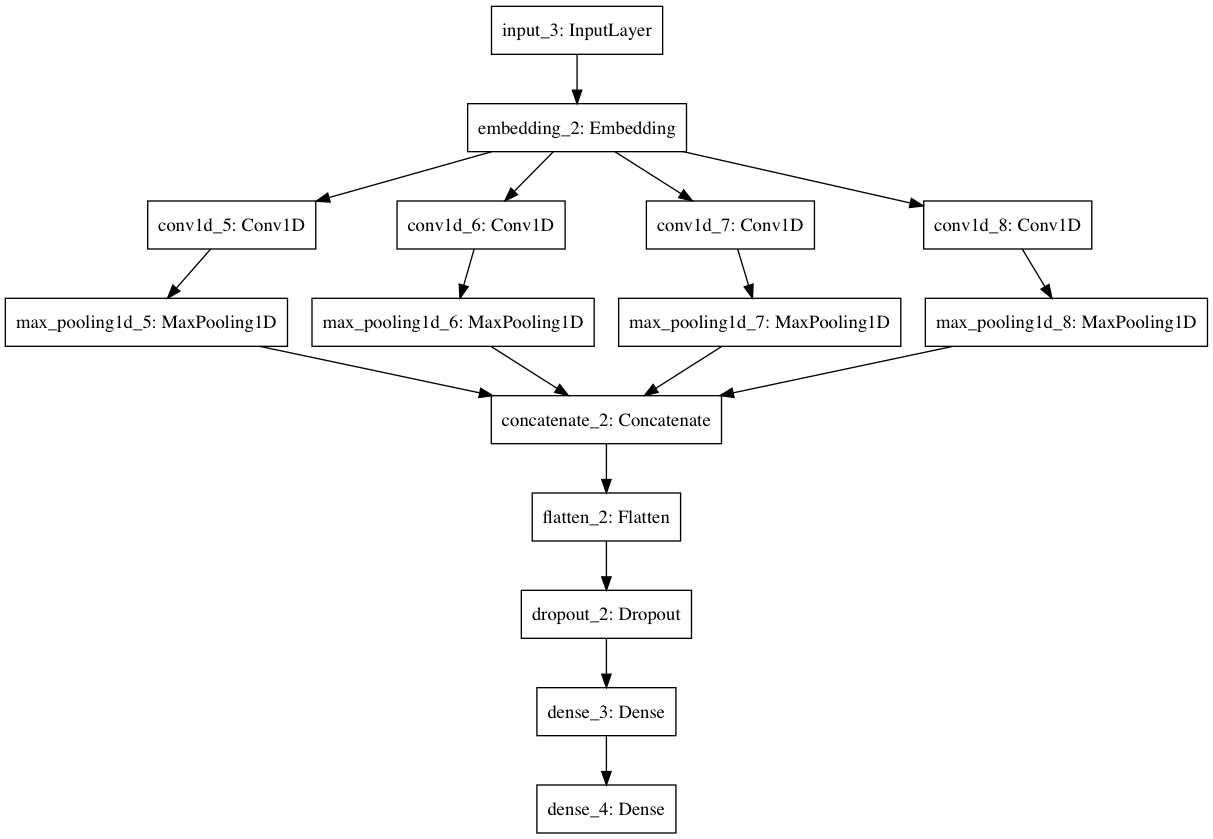 input_3: InputLayer
embedding_2: Embedding
conv1d_5: Conv1D
conv1d_6: Conv1D
conv1d_7: Conv1D
conv1d_8: Conv1D
max_pooling1d_5: MaxPooling1D
max_pooling1d_6: MaxPooling1D
max_pooling1d_7: MaxPooling1D
max_pooling1d_8: MaxPooling1D
concatenate_2: Concatenate
flatten_2: Flatten
dropout_2: Dropout
dense_3: Dense
dense_4: Dense